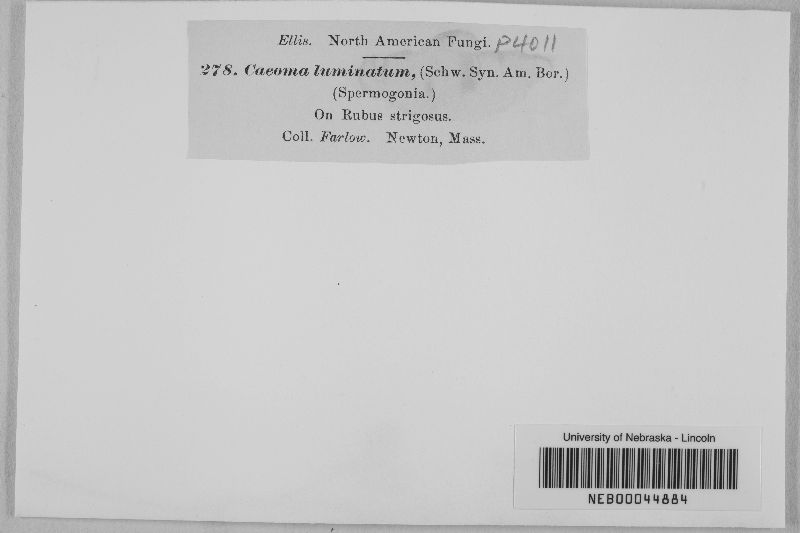 Ellis. North American Fungi. P4011
278. Caeoma luminatum, (Schw. Syn. Am. Bor.)
(Spermogonia.)
On Rubus strigosus.
Coll. Farlow. Newton, Mass.
University of Nebraska - Lincoln
NEB00044884